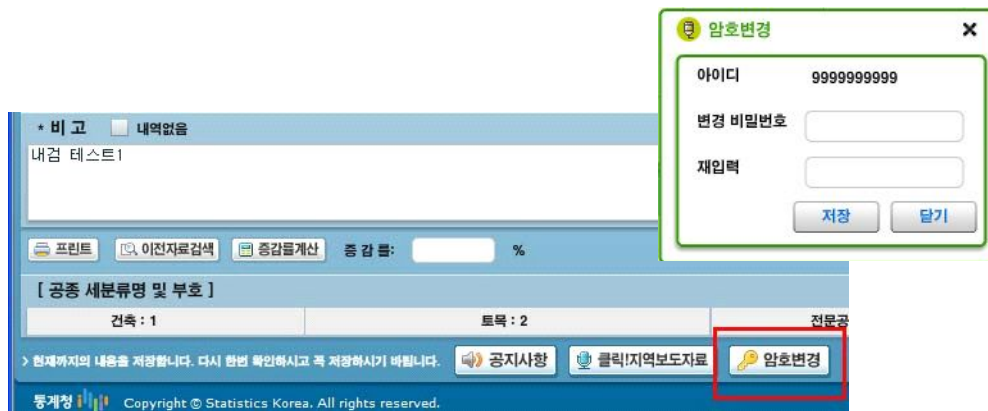 암호변경
아이디 9999999999
변경 비밀번호
재입력
저장 닫기
* 비 고 내역없음
내검 테스트1
프린트 이전자료검색 증감률계산 증 감 률: %
[ 공종 세분류명 및 부호 ]
건축 : 1 토목 : 2 전문공
> 현재까지의 내용을 저장합니다. 다시 한번 확인하시고 꼭 저장하시기 바랍니다. 공지사항 클릭!지역보도자료 암호변경
통계청 Copyright © Statistics Korea. All rights reserved.